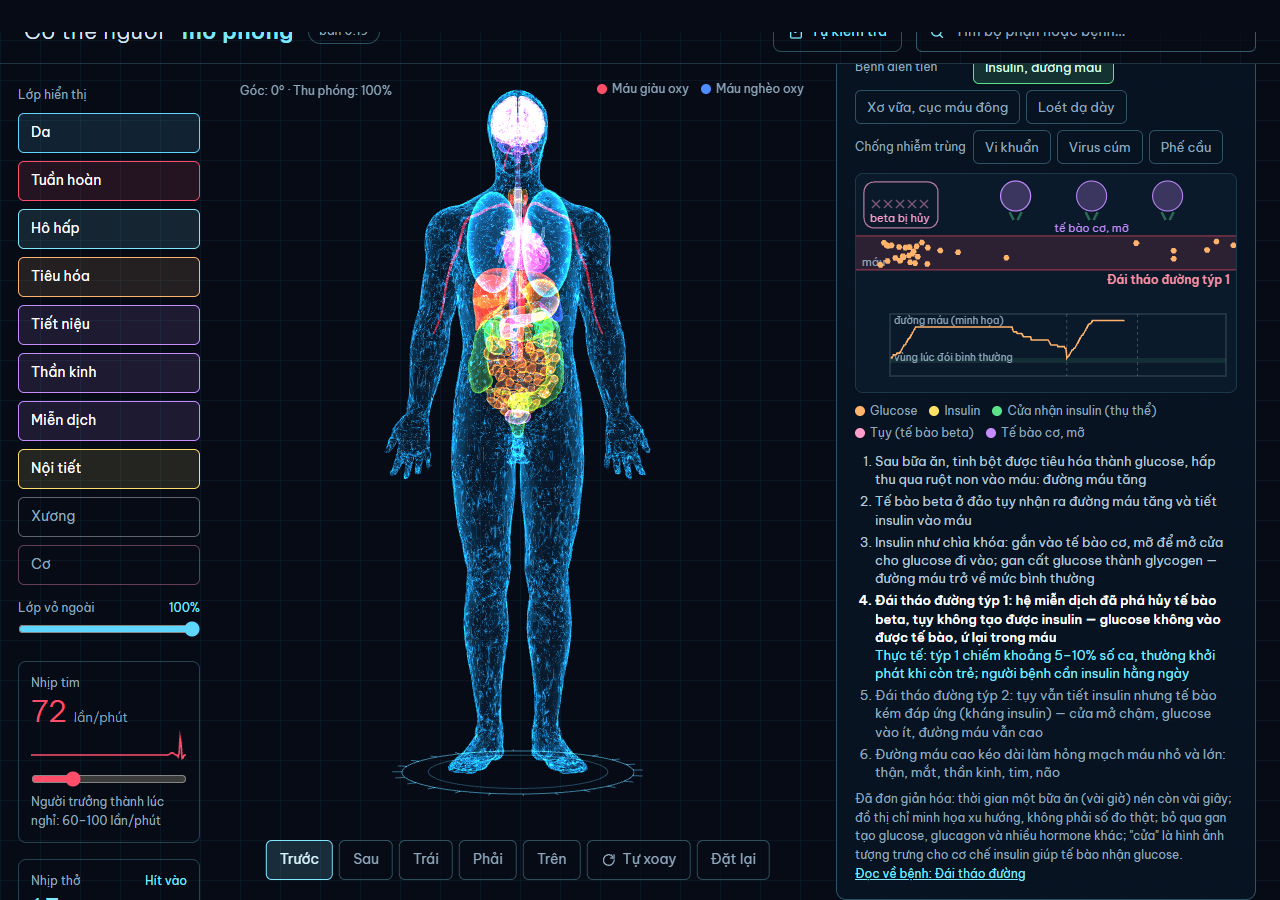 Cơ thể người mô phỏng bản 0.19
Tự kiểm tra
Tìm bộ phận hoặc bệnh...
Lớp hiển thị
Da
Tuần hoàn
Hô hấp
Tiêu hóa
Tiết niệu
Thần kinh
Miễn dịch
Nội tiết
Xương
Cơ
Lớp vỏ ngoài 100%
Nhịp tim
72 lần/phút
Người trưởng thành lúc
nghỉ: 60–100 lần/phút
Nhịp thở Hít vào
Góc: 0° · Thu phóng: 100%
Máu giàu oxy Máu nghèo oxy
Trước Sau Trái Phải Trên Tự xoay Đặt lại
Bệnh diễn tiến Insulin, đường máu
Xơ vữa, cục máu đông Loét dạ dày
Chống nhiễm trùng Vi khuẩn Virus cúm Phế cầu
×××××
beta bị hủy
tế bào cơ, mỡ
máu
Đái tháo đường týp 1
đường máu (minh họa)
vùng lúc đói bình thường
Glucose Insulin Cửa nhận insulin (thụ thể)
Tụy (tế bào beta) Tế bào cơ, mỡ
1. Sau bữa ăn, tinh bột được tiêu hóa thành glucose, hấp
thu qua ruột non vào máu: đường máu tăng
2. Tế bào beta ở đảo tụy nhận ra đường máu tăng và tiết
insulin vào máu
3. Insulin như chìa khóa: gắn vào tế bào cơ, mỡ để mở cửa
cho glucose đi vào; gan cất glucose thành glycogen —
đường máu trở về mức bình thường
4. Đái tháo đường týp 1: hệ miễn dịch đã phá hủy tế bào
beta, tụy không tạo được insulin — glucose không vào
được tế bào, ứ lại trong máu
Thực tế: týp 1 chiếm khoảng 5–10% số ca, thường khởi
phát khi còn trẻ; người bệnh cần insulin hằng ngày
5. Đái tháo đường týp 2: tụy vẫn tiết insulin nhưng tế bào
kém đáp ứng (kháng insulin) — cửa mở chậm, glucose
vào ít, đường máu vẫn cao
6. Đường máu cao kéo dài làm hỏng mạch máu nhỏ và lớn:
thận, mắt, thần kinh, tim, não
Đã đơn giản hóa: thời gian một bữa ăn (vài giờ) nén còn vài giây;
đồ thị chỉ minh họa xu hướng, không phải số đo thật; bỏ qua gan
tạo glucose, glucagon và nhiều hormone khác; "cửa" là hình ảnh
tượng trưng cho cơ chế insulin giúp tế bào nhận glucose.
Đọc về bệnh: Đái tháo đường